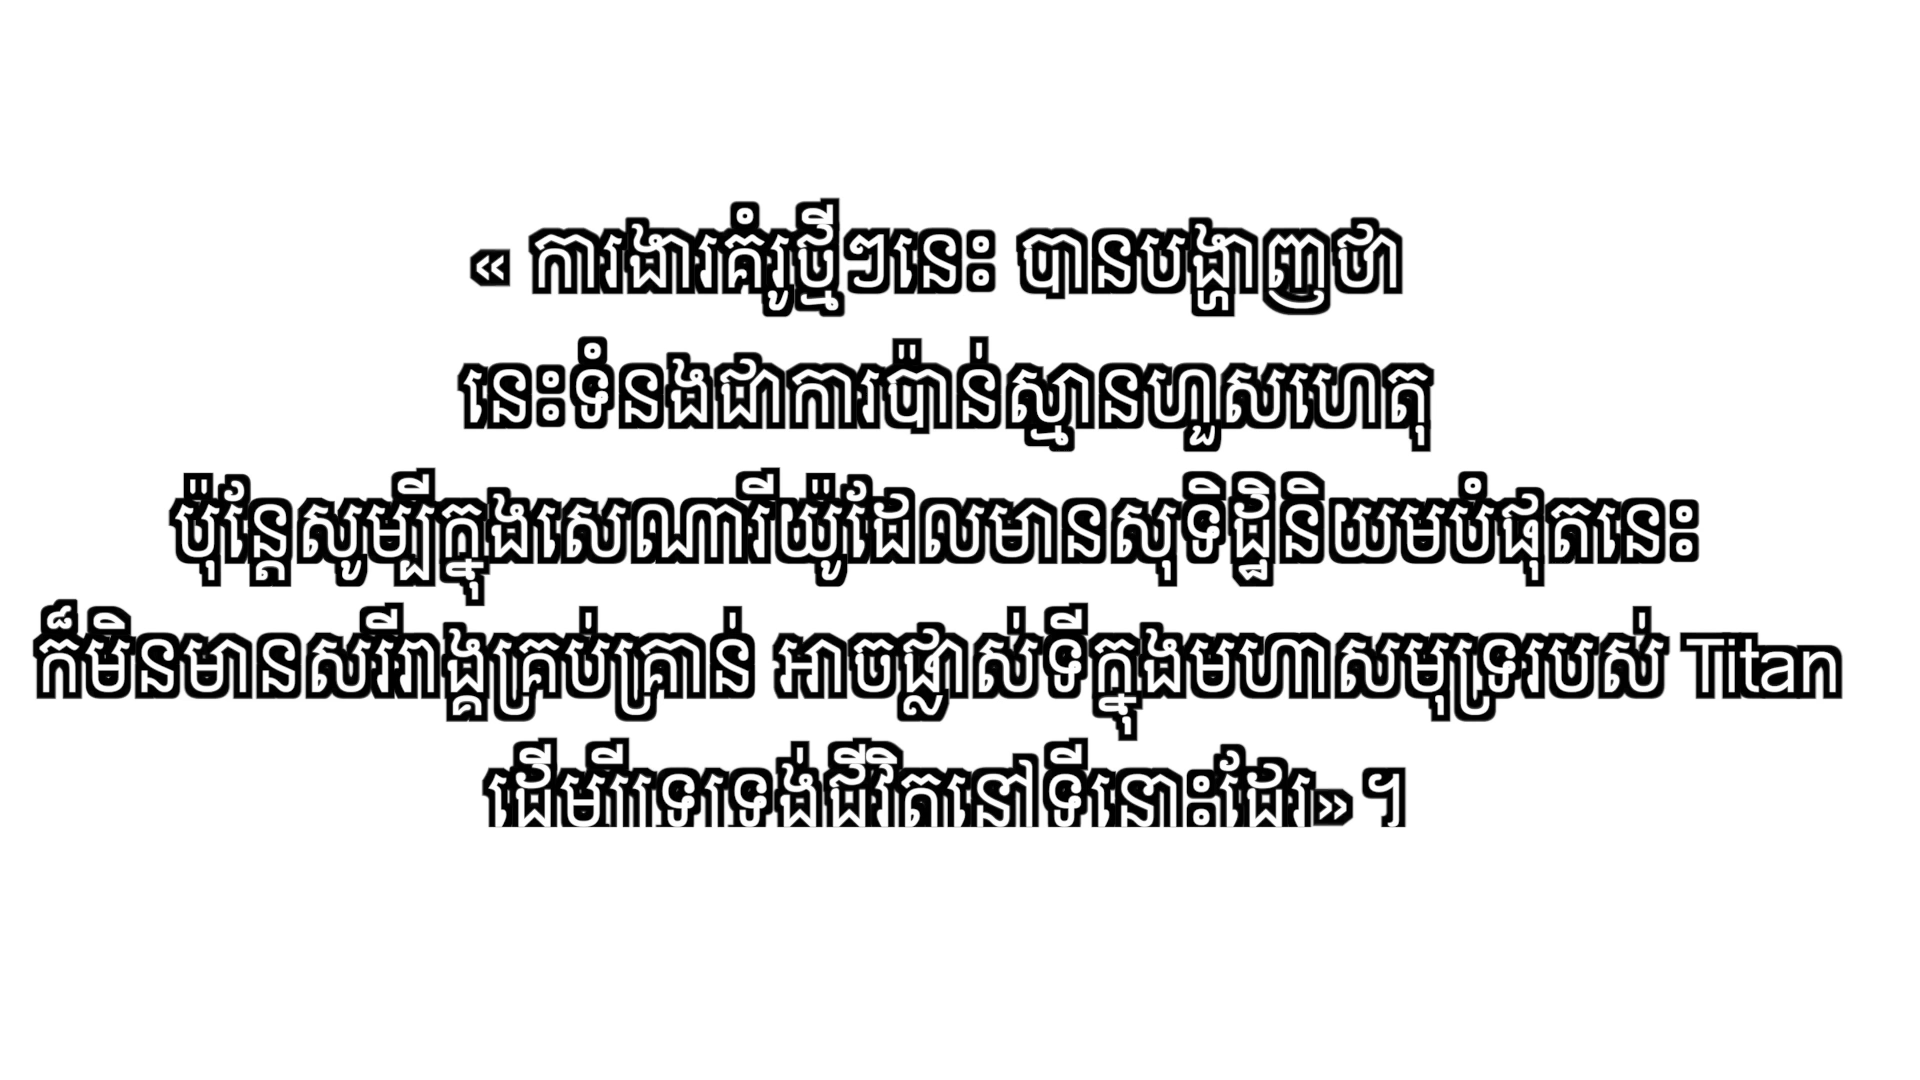 « ការងារគំរូថ្មីៗនេះ បានបង្ហាញថា
នេះទំនងជាការប៉ាន់ស្មានហួសហេតុ
ប៉ុន្តែសូម្បីក្នុងសេណារីយ៉ូដែលមានសុទិដ្ឋិនិយមបំផុតនេះ
ក៏មិនមានសរីរាង្គគ្រប់គ្រាន់ អាចផ្លាស់ទីក្នុងមហាសមុទ្ររបស់ Titan
ដើម្បីទ្រទ្រង់ជីវិតនៅទីនោះដែរ»។